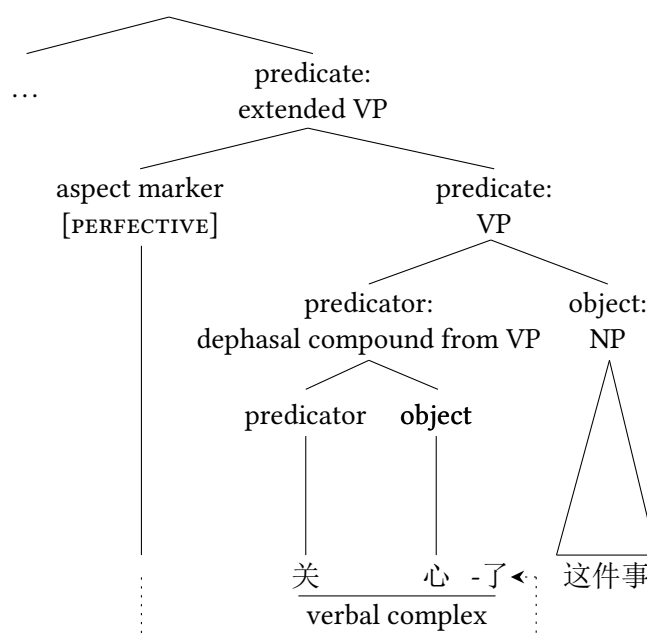 …
predicate:
extended VP
aspect marker
[PERFECTIVE]
predicate:
VP
predicator:
dephasal compound from VP
object:
NP
predicator
object
关 心 -了 这件事
verbal complex